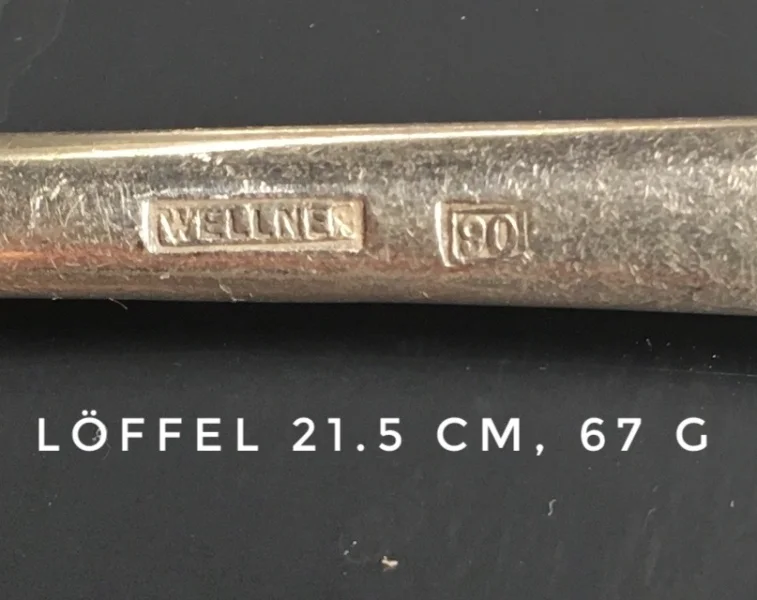 WELLNER 90
LÖFFEL 21.5 CM, 67 G